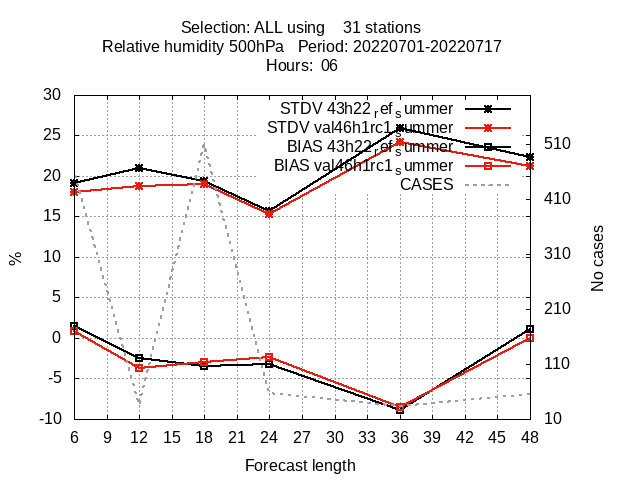 Selection: ALL using    31 stations
Relative humidity 500hPa   Period: 20220701-20220717
Hours:  06
30
25
20
15
10
5
0
-5
-10
%
STDV 43h22_ref_summer
STDV val46h1rc1_summer
BIAS 43h22_ref_summer
BIAS val46h1rc1_summer
CASES
510
410
310
210
110
10
No cases
6 9 12 15 18 21 24 27 30 33 36 39 42 45 48
Forecast length